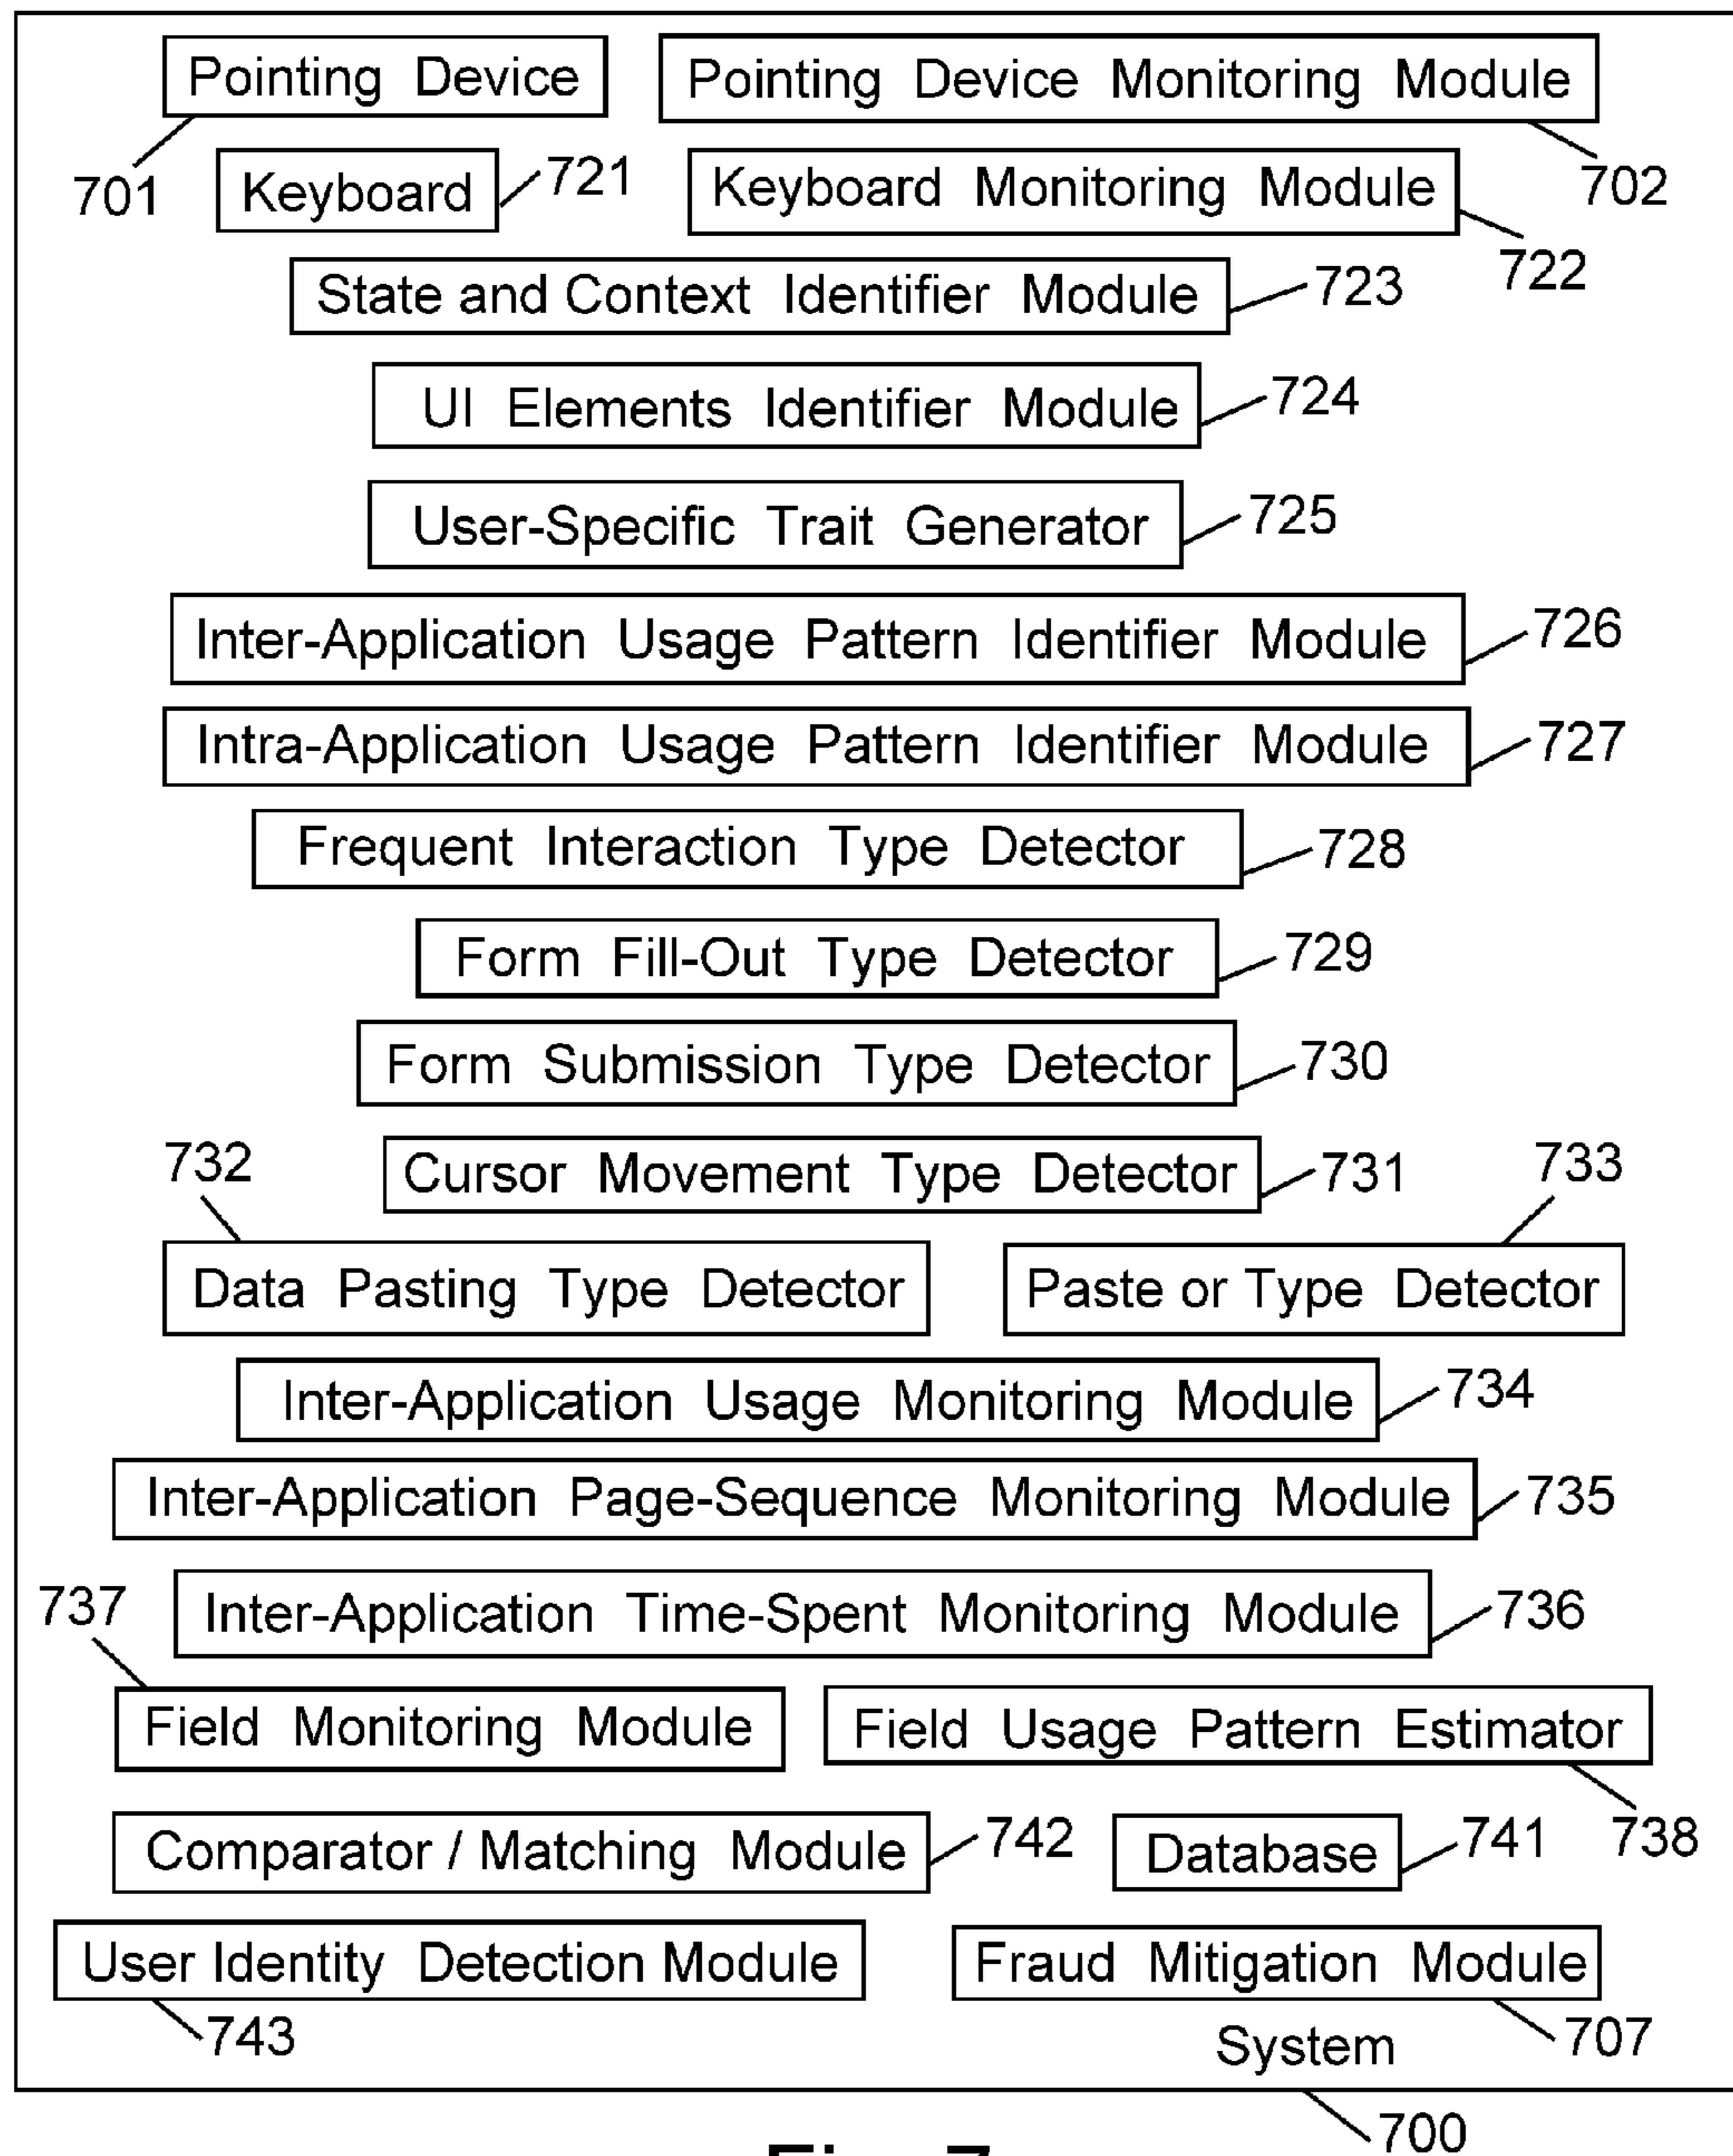 Pointing Device
Pointing Device Monitoring Module
701
Keyboard
721
Keyboard Monitoring Module
702
722
State and Context Identifier Module
723
UI Elements Identifier Module
724
User-Specific Trait Generator
725
Inter-Application Usage Pattern Identifier Module
726
Intra-Application Usage Pattern Identifier Module
727
Frequent Interaction Type Detector
728
Form Fill-Out Type Detector
729
Form Submission Type Detector
730
732
Cursor Movement Type Detector
731
733
Data Pasting Type Detector
Paste or Type Detector
Inter-Application Usage Monitoring Module
734
Inter-Application Page-Sequence Monitoring Module
735
737
Inter-Application Time-Spent Monitoring Module
736
Field Monitoring Module
Field Usage Pattern Estimator
Comparator / Matching Module
742
Database
741
738
User Identity Detection Module
Fraud Mitigation Module
743
System
707
700